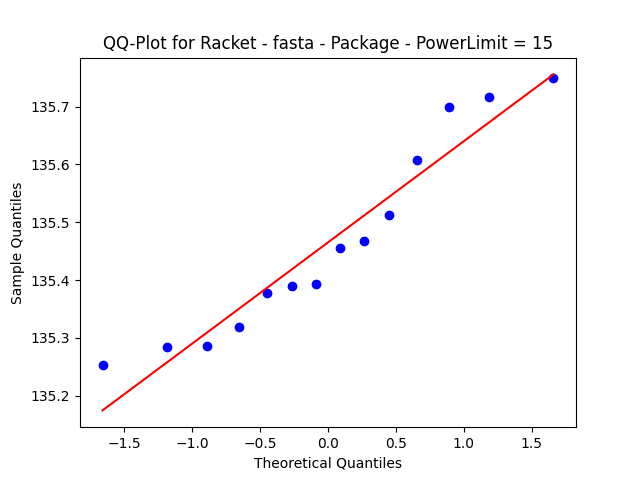 QQ-Plot for Racket - fasta - Package - PowerLimit = 15
Sample Quantiles
135.7
135.6
135.5
135.4
135.3
135.2
−1.5 −1.0 −0.5 0.0 0.5 1.0 1.5
Theoretical Quantiles